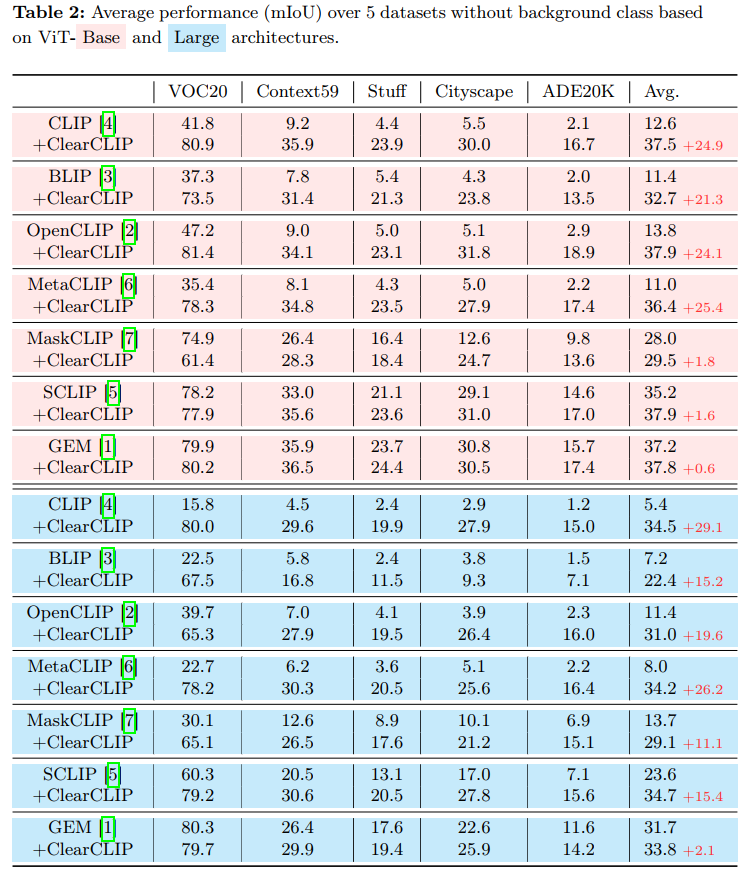 Table 2: Average performance (mIoU) over 5 datasets without background class based
on ViT- Base and Large architectures.
VOC20 Context59 Stuff Cityscape ADE20K Avg.
CLIP [4] 41.8 9.2 4.4 5.5 2.1 12.6
+ClearCLIP 80.9 35.9 23.9 30.0 16.7 37.5 +24.9
BLIP [3] 37.3 7.8 5.4 4.3 2.0 11.4
+ClearCLIP 73.5 31.4 21.3 23.8 13.5 32.7 +21.3
OpenCLIP [2] 47.2 9.0 5.0 5.1 2.9 13.8
+ClearCLIP 81.4 34.1 23.1 31.8 18.9 37.9 +24.1
MetaCLIP [6] 35.4 8.1 4.3 5.0 2.2 11.0
+ClearCLIP 78.3 34.8 23.5 27.9 17.4 36.4 +25.4
MaskCLIP [7] 74.9 26.4 16.4 12.6 9.8 28.0
+ClearCLIP 61.4 28.3 18.4 24.7 13.6 29.5 +1.8
SCLIP [5] 78.2 33.0 21.1 29.1 14.6 35.2
+ClearCLIP 77.9 35.6 23.6 31.0 17.0 37.9 +1.6
GEM [1] 79.9 35.9 23.7 30.8 15.7 37.2
+ClearCLIP 80.2 36.5 24.4 30.5 17.4 37.8 +0.6
CLIP [4] 15.8 4.5 2.4 2.9 1.2 5.4
+ClearCLIP 80.0 29.6 19.9 27.9 15.0 34.5 +29.1
BLIP [3] 22.5 5.8 2.4 3.8 1.5 7.2
+ClearCLIP 67.5 16.8 11.5 9.3 7.1 22.4 +15.2
OpenCLIP [2] 39.7 7.0 4.1 3.9 2.3 11.4
+ClearCLIP 65.3 27.9 19.5 26.4 16.0 31.0 +19.6
MetaCLIP [6] 22.7 6.2 3.6 5.1 2.2 8.0
+ClearCLIP 78.2 30.3 20.5 25.6 16.4 34.2 +26.2
MaskCLIP [7] 30.1 12.6 8.9 10.1 6.9 13.7
+ClearCLIP 65.1 26.5 17.6 21.2 15.1 29.1 +11.1
SCLIP [5] 60.3 20.5 13.1 17.0 7.1 23.6
+ClearCLIP 79.2 30.6 20.5 27.8 15.6 34.7 +15.4
GEM [1] 80.3 26.4 17.6 22.6 11.6 31.7
+ClearCLIP 79.7 29.9 19.4 25.9 14.2 33.8 +2.1